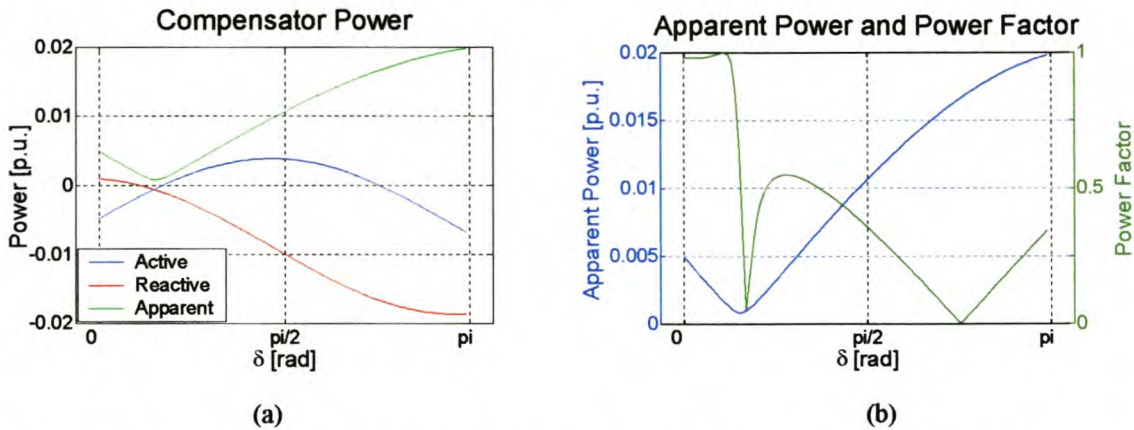 Compensator Power
0.02
0.01
0
-0.01
-0.02
Power [p.u.]
Active
Reactive
Apparent
0
pi/2
pi
δ [rad]
(a)
Apparent Power and Power Factor
0.02
0.015
0.01
0.005
0
Apparent Power [p.u.]
1
0.5
0
Power Factor
0
pi/2
pi
δ [rad]
(b)